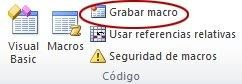 Grabar macro
Visual
Basic
Macros
Usar referencias relativas
Seguridad de macros
Código